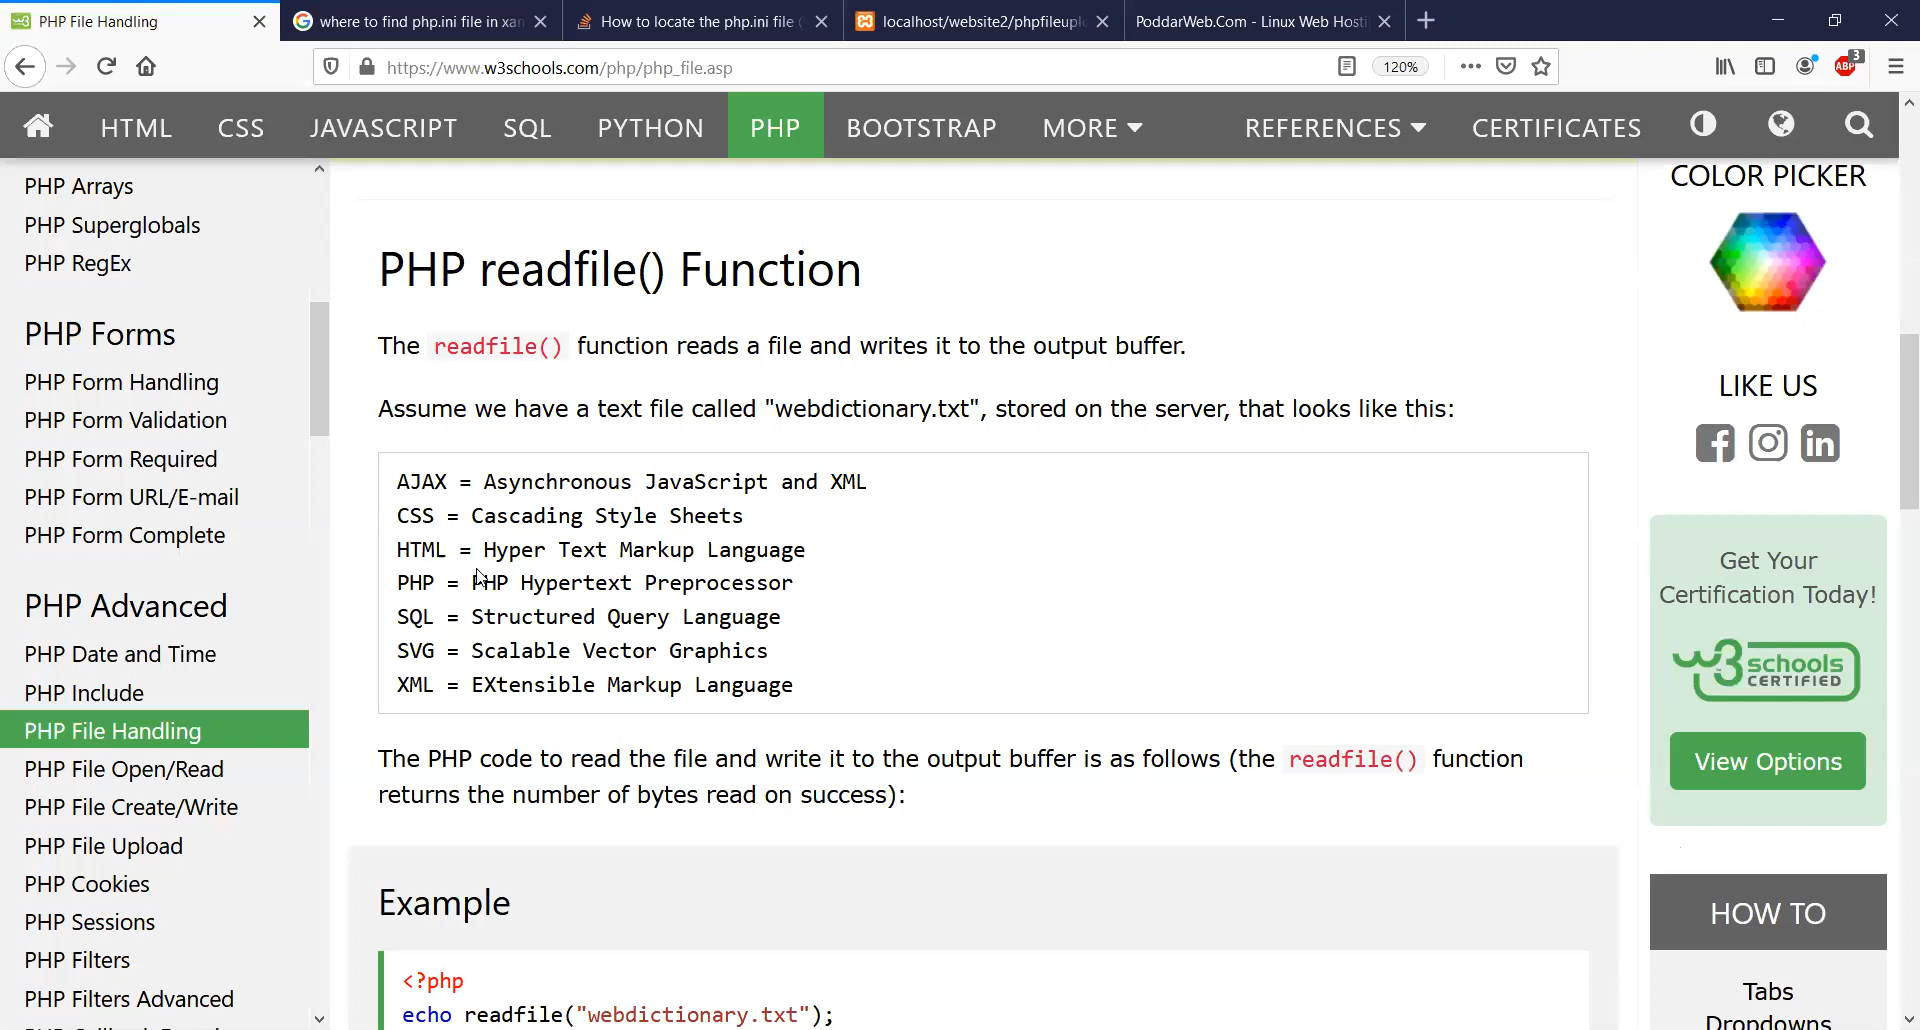 PHP File Handling
where to find php.ini file in xan
How to locate the php.ini file (
localhost/website2/phpfileuplo
PoddarWeb.Com - Linux Web Hosti
https://www.w3schools.com/php/php_file.asp
120%
ABP
3
HTML
CSS
JAVASCRIPT
SQL
PYTHON
PHP
BOOTSTRAP
MORE
REFERENCES
CERTIFICATES
PHP Arrays
PHP Superglobals
PHP RegEx
PHP Forms
PHP Form Handling
PHP Form Validation
PHP Form Required
PHP Form URL/E-mail
PHP Form Complete
PHP Advanced
PHP Date and Time
PHP Include
PHP File Handling
PHP File Open/Read
PHP File Create/Write
PHP File Upload
PHP Cookies
PHP Sessions
PHP Filters
PHP Filters Advanced
PHP readfile() Function
The readfile() function reads a file and writes it to the output buffer.
Assume we have a text file called "webdictionary.txt", stored on the server, that looks like this:
AJAX = Asynchronous JavaScript and XML
CSS = Cascading Style Sheets
HTML = Hyper Text Markup Language
PHP = PHP Hypertext Preprocessor
SQL = Structured Query Language
SVG = Scalable Vector Graphics
XML = EXtensible Markup Language
The PHP code to read the file and write it to the output buffer is as follows (the readfile() function
returns the number of bytes read on success):
Example
<?php
echo readfile("webdictionary.txt");
COLOR PICKER
LIKE US
Get Your
Certification Today!
w3schools
CERTIFIED
View Options
HOW TO
Tabs
Dropdowns